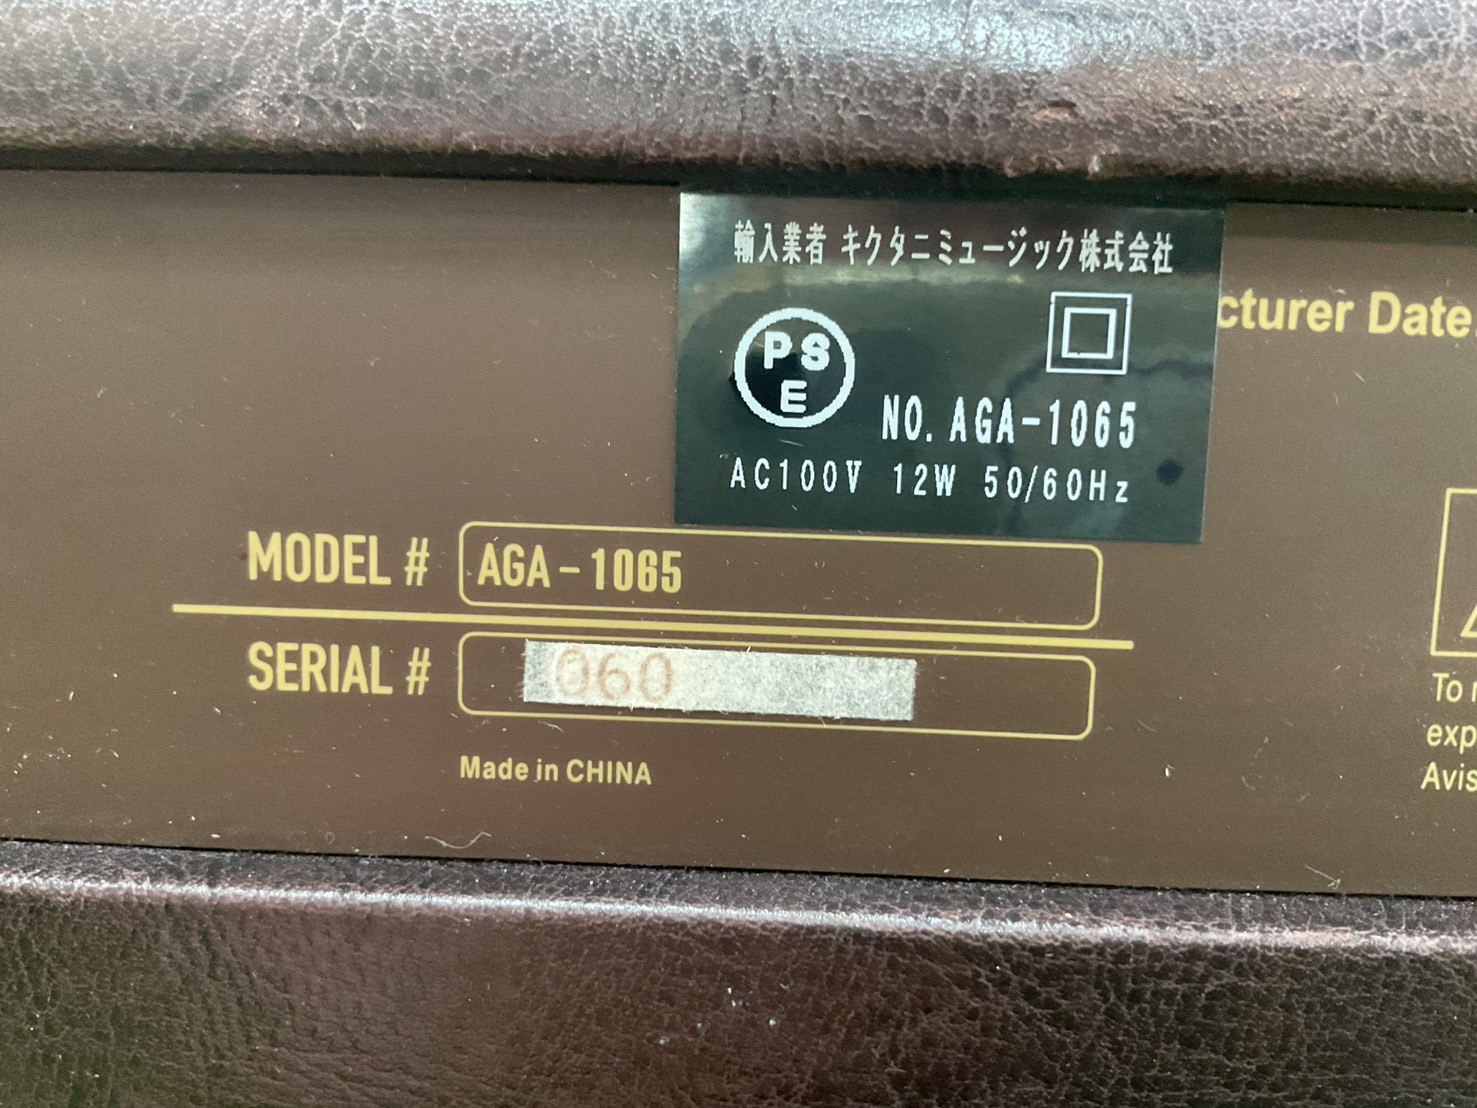 輸入業者 キクタニミュージック株式会社
PS
E
NO. AGA-1065
AC100V 12W 50/60Hz
cturer Date
MODEL # AGA-1065
SERIAL # 060
Made in CHINA
To
exp
Avis